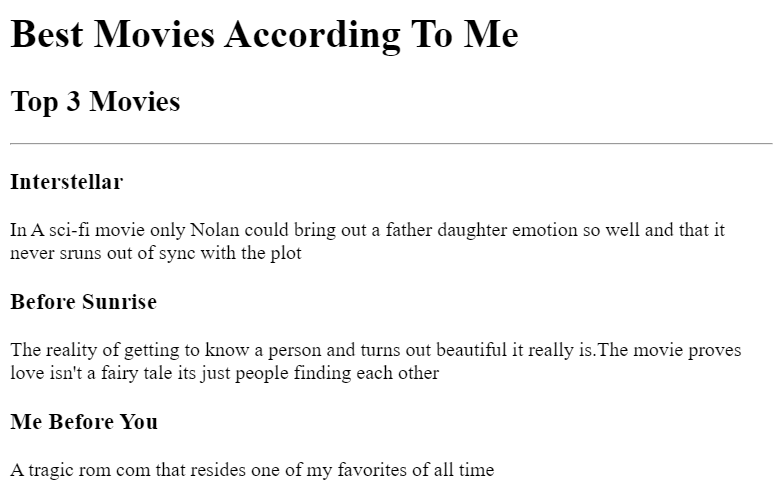 Best Movies According To Me
Top 3 Movies
Interstellar
In A sci-fi movie only Nolan could bring out a father daughter emotion so well and that it
never sruns out of sync with the plot
Before Sunrise
The reality of getting to know a person and turns out beautiful it really is.The movie proves
love isn't a fairy tale its just people finding each other
Me Before You
A tragic rom com that resides one of my favorites of all time